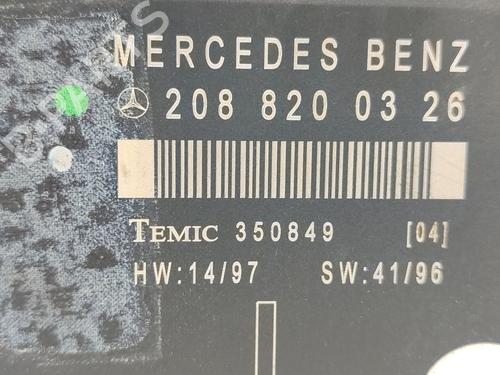 MERCEDES BENZ
208 820 03 26
TEMIC 350849 [04]
HW:14/97 SW:41/96